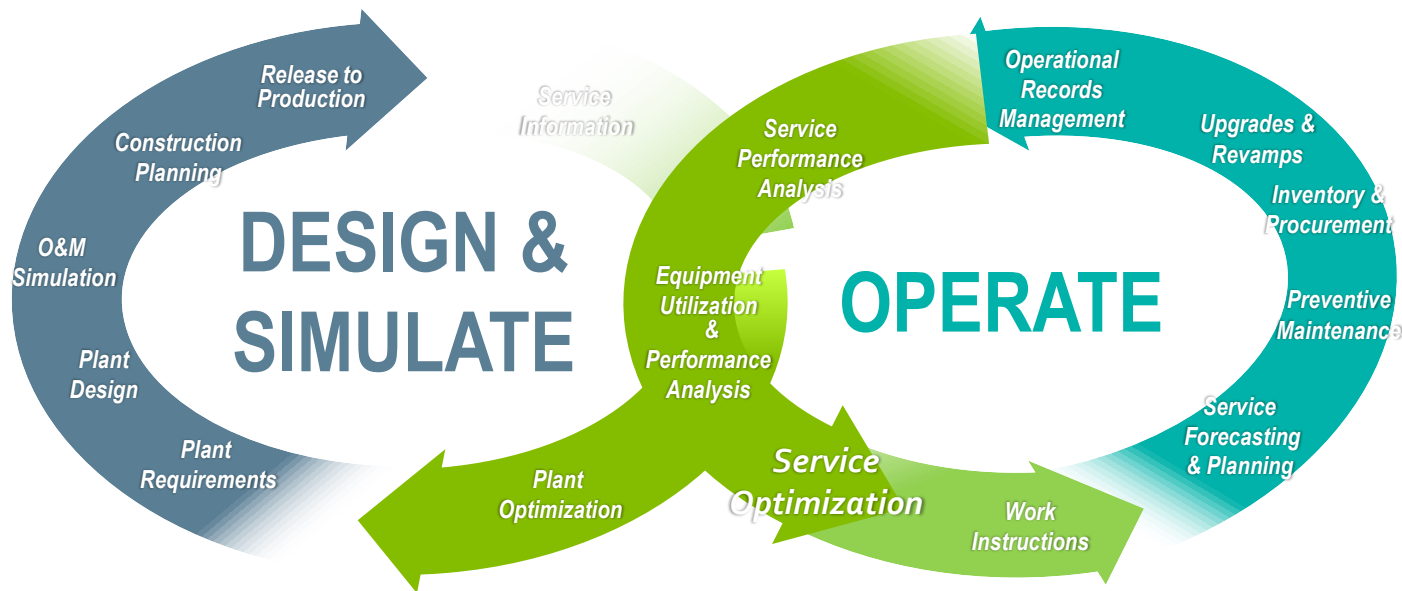 Release to
Production
Construction
Planning
O&M
Simulation
Plant
Design
Plant
Requirements
DESIGN &
SIMULATE
Service
Information
Service
Performance
Analysis
Equipment
Utilization
&
Performance
Analysis
Plant
Optimization
Service
Optimization
Work
Instructions
OPERATE
Operational
Records
Management
Upgrades &
Revamps
Inventory &
Procurement
Preventive
Maintenance
Service
Forecasting
& Planning